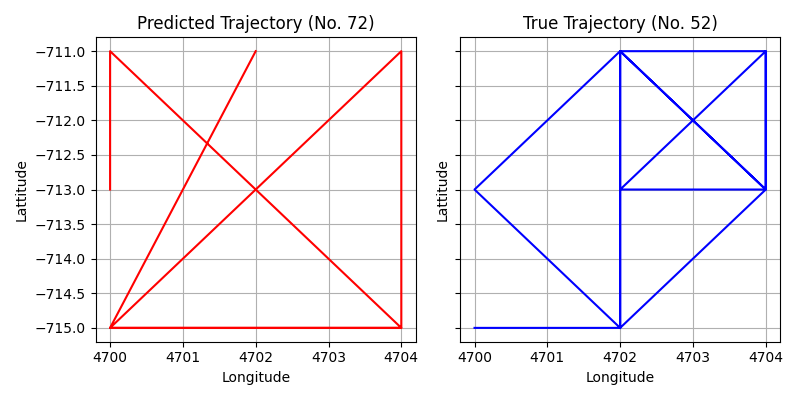 Predicted Trajectory (No. 72)
True Trajectory (No. 52)
−711.0
−711.5
−712.0
−712.5
−713.0
−713.5
−714.0
−714.5
−715.0
Lattitude
Lattitude
4700 4701 4702 4703 4704
4700 4701 4702 4703 4704
Longitude
Longitude